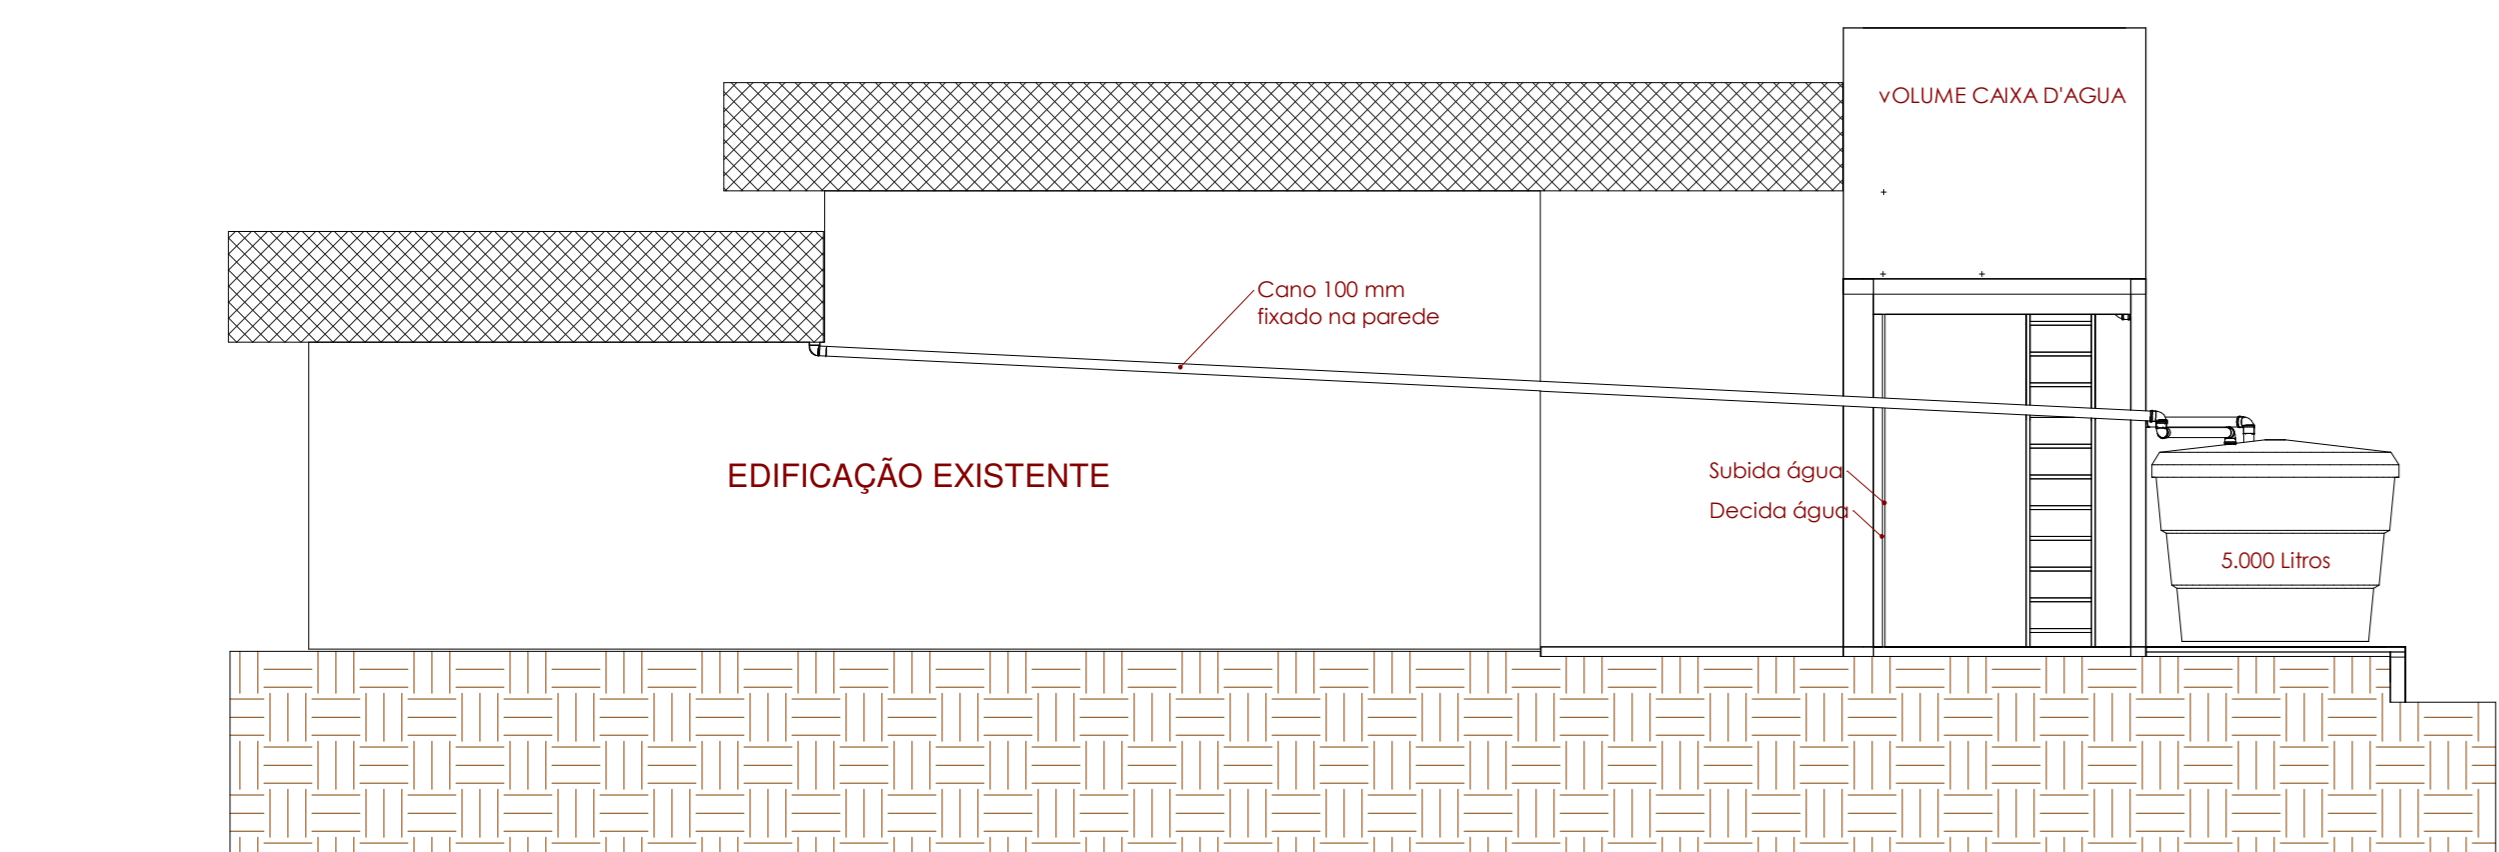 vOLUME CAIXA D'AGUA
Cano 100 mm
fixado na parede
EDIFICAÇÃO EXISTENTE
Subida água
Decida água
5.000 Litros